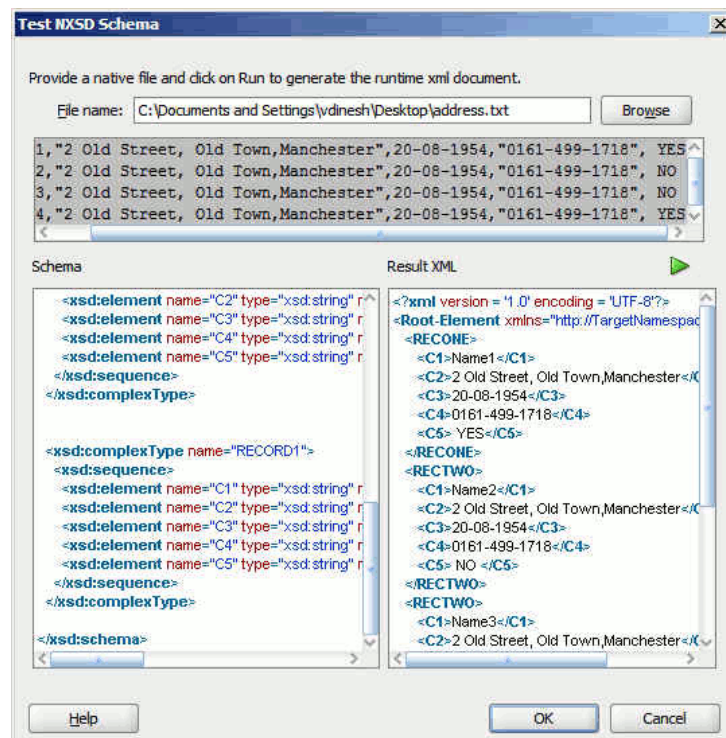 Test NXSD Schema
Provide a native file and click on Run to generate the runtime xml document.
File name: C:\Documents and Settings\vdinesh\Desktop\address.txt Browse
1,"2 Old Street, Old Town,Manchester",20-08-1954,"0161-499-1718", YES
2,"2 Old Street, Old Town,Manchester",20-08-1954,"0161-499-1718", NO
3,"2 Old Street, Old Town,Manchester",20-08-1954,"0161-499-1718", NO
4,"2 Old Street, Old Town,Manchester",20-08-1954,"0161-499-1718", YES
Schema
<xsd:element name="C2" type="xsd:string"
<xsd:element name="C3" type="xsd:string"
<xsd:element name="C4" type="xsd:string"
<xsd:element name="C5" type="xsd:string"
</xsd:sequence>
</xsd:complexType>
<xsd:complexType name="RECORD1">
<xsd:sequence>
<xsd:element name="C1" type="xsd:string"
<xsd:element name="C2" type="xsd:string"
<xsd:element name="C3" type="xsd:string"
<xsd:element name="C4" type="xsd:string"
<xsd:element name="C5" type="xsd:string"
</xsd:sequence>
</xsd:complexType>
</xsd:schema>
Result XML
<?xml version = '1.0' encoding = 'UTF-8'?>
<Root-Element xmlns="http://TargetNamespac
<RECONE>
<C1>Name1</C1>
<C2>2 Old Street, Old Town,Manchester</C
<C3>20-08-1954</C3>
<C4>0161-499-1718</C4>
<C5> YES</C5>
</RECONE>
<RECTWO>
<C1>Name2</C1>
<C2>2 Old Street, Old Town,Manchester</C
<C3>20-08-1954</C3>
<C4>0161-499-1718</C4>
<C5> NO </C5>
</RECTWO>
<RECTWO>
<C1>Name3</C1>
<C2>2 Old Street, Old Town,Manchester</C
Help OK Cancel